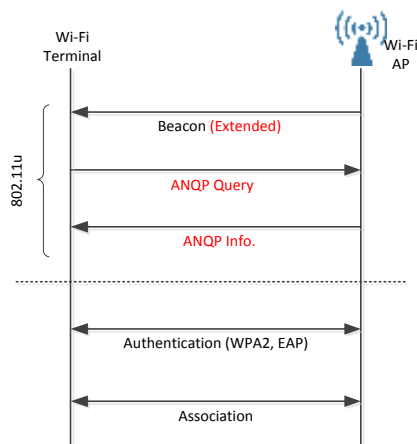 Wi-Fi
Terminal
Wi-Fi
AP
802.11u
Beacon (Extended)
ANQP Query
ANQP Info.
Authentication (WPA2, EAP)
Association